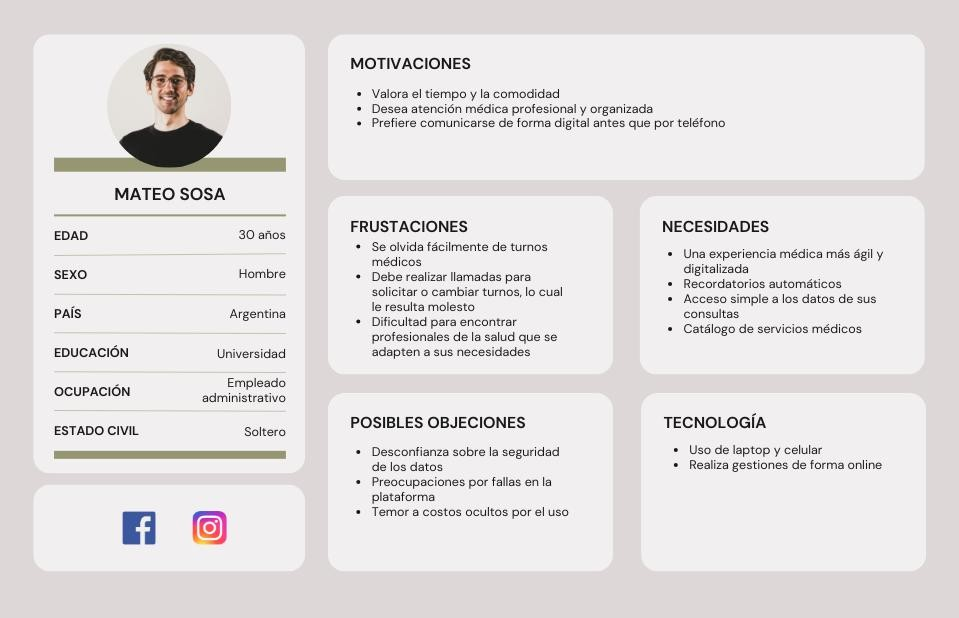 MATEO SOSA
EDAD 30 años
SEXO Hombre
PAÍS Argentina
EDUCACIÓN Universidad
OCUPACIÓN Empleado
administrativo
ESTADO CIVIL Soltero
MOTIVACIONES
• Valora el tiempo y la comodidad
• Desea atención médica profesional y organizada
• Prefiere comunicarse de forma digital antes que por teléfono
FRUSTACIONES
• Se olvida fácilmente de turnos
médicos
• Debe realizar llamadas para
solicitar o cambiar turnos, lo cual
le resulta molesto
• Dificultad para encontrar
profesionales de la salud que se
adapten a sus necesidades
NECESIDADES
• Una experiencia médica más ágil y
digitalizada
• Recordatorios automáticos
• Acceso simple a los datos de sus
consultas
• Catálogo de servicios médicos
POSIBLES OBJECIONES
• Desconfianza sobre la seguridad
de los datos
• Preocupaciones por fallas en la
plataforma
• Temor a costos ocultos por el uso
TECNOLOGÍA
• Uso de laptop y celular
• Realiza gestiones de forma online